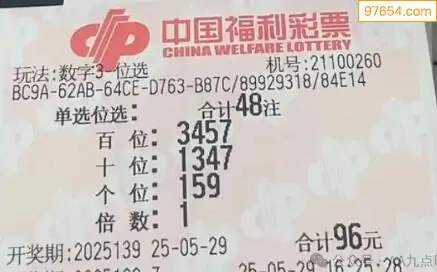 97654.com
中国福利彩票
CHINA WELFARE LOTTERY
玩法:数字3-位选 机号:21100260
BC9A-62AB-64CE-D763-B87C/89929318/84E14
单选位选: 合计48注
百位: 3457
十位: 1347
个位: 159
倍数: 1
开奖期:2025139 25-05-29 合计96元